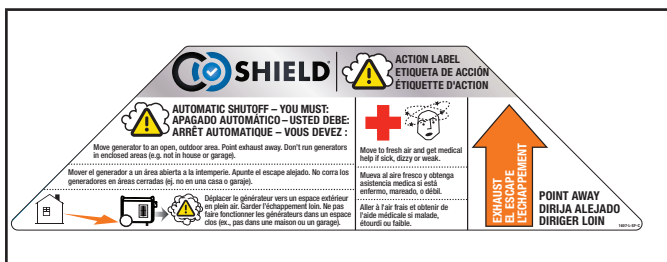 CO SHIELD®
ACTION LABEL
ETIQUETA DE ACCIÓN
ÉTIQUETTE D'ACTION
AUTOMATIC SHUTOFF – YOU MUST:
APAGADO AUTOMÁTICO – USTED DEBE:
ARRÊT AUTOMATIQUE – VOUS DEVEZ :
Move generator to an open, outdoor area. Point exhaust away. Don't run generators
in enclosed areas (e.g. not in house or garage).
Mover el generador a un área abierta a la intemperie. Apunte el escape alejado. No corra los
generadores en áreas cerradas (ej. no en una casa o garaje).
Déplacer le générateur vers un espace extérieur
en plein air. Garder l'échappement loin. Ne pas
faire fonctionner les générateurs dans un espace
clos (ex., pas dans une maison ou un garage).
Move to fresh air and get medical
help if sick, dizzy or weak.
Mueva al aire fresco y obtenga
asistencia medica si está
enfermo, mareado, o débil.
Aller à l'air frais et obtenir de
l'aide médicale si malade,
étourdi ou faible.
EXHAUST
EL ESCAPE
L'ÉCHAPPEMENT
POINT AWAY
DIRIJA ALEJADO
DIRIGER LOIN